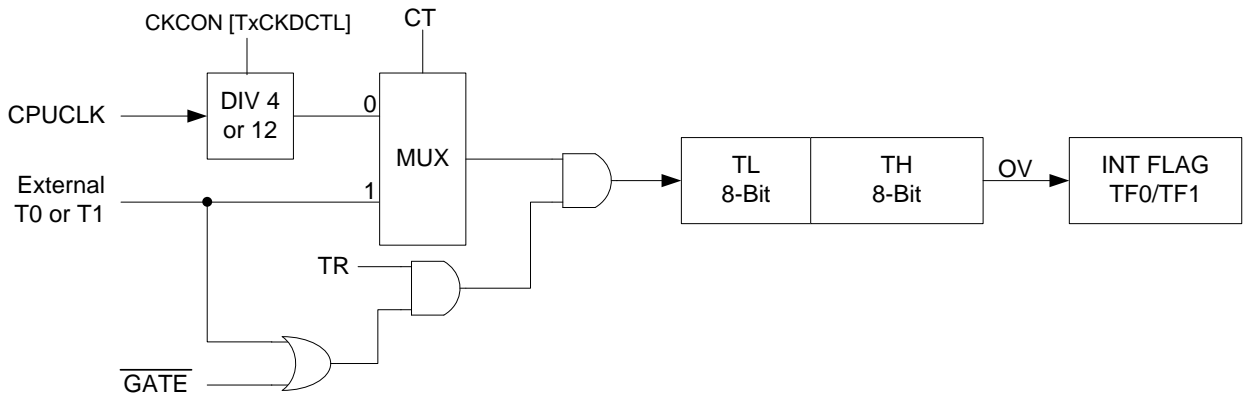 CKCON [TxCKDCTL]
CT
CPUCLK
DIV 4
or 12
0
MUX
External
T0 or T1
1
TL
8-Bit
TH
8-Bit
OV
INT FLAG
TF0/TF1
TR
GATE